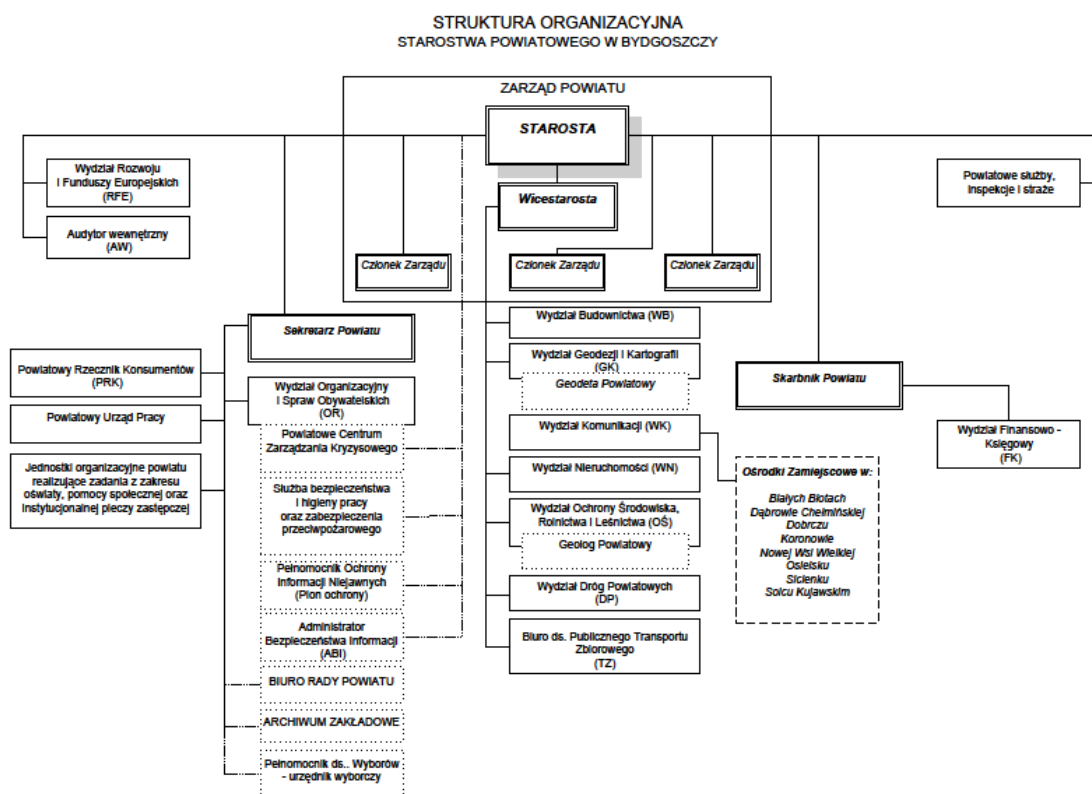 STRUKTURA ORGANIZACYJNA
STAROSTWA POWIATOWEGO W BYDGOSZCZY
ZARZĄD POWIATU
STAROSTA
Wicestarosta
Członek Zarządu
Członek Zarządu
Członek Zarządu
Wydział Rozwoju
i Funduszy Europejskich
(RFE)
Audytor wewnętrzny
(AW)
Powiatowe służby,
inspekcje i straże
Sekretarz Powiatu
Powiatowy Rzecznik Konsumentów
(PRK)
Powiatowy Urząd Pracy
Jednostki organizacyjne powiatu
realizujące zadania z zakresu
oświaty, pomocy społecznej oraz
instytucjonalnej pieczy zastępczej
Wydział Organizacyjny
i Spraw Obywatelskich
(OR)
Powiatowe Centrum
Zarządzania Kryzysowego
Służba bezpieczeństwa
i higieny pracy
oraz zabezpieczenia
przeciwpożarowego
Pełnomocnik Ochrony
Informacji Niejawnych
(Pion ochrony)
Administrator
Bezpieczeństwa Informacji
(ABI)
BIURO RADY POWIATU
ARCHIWUM ZAKŁADOWE
Pełnomocnik ds.. Wyborów
- urzędnik wyborczy
Wydział Budownictwa (WB)
Wydział Geodezji i Kartografii
(GK)
Geodeta Powiatowy
Wydział Komunikacji (WK)
Wydział Nieruchomości (WN)
Wydział Ochrony Środowiska,
Rolnictwa i Leśnictwa (OŚ)
Geolog Powiatowy
Wydział Dróg Powiatowych
(DP)
Biuro ds. Publicznego Transportu
Zbiorowego
(TZ)
Skarbnik Powiatu
Wydział Finansowo -
Księgowy
(FK)
Ośrodki Zamiejscowe w:
Białych Błotach
Dąbrowie Chełmińskiej
Dobrczu
Koronowie
Nowej Wsi Wielkiej
Osielsku
Sicienku
Solcu Kujawskim